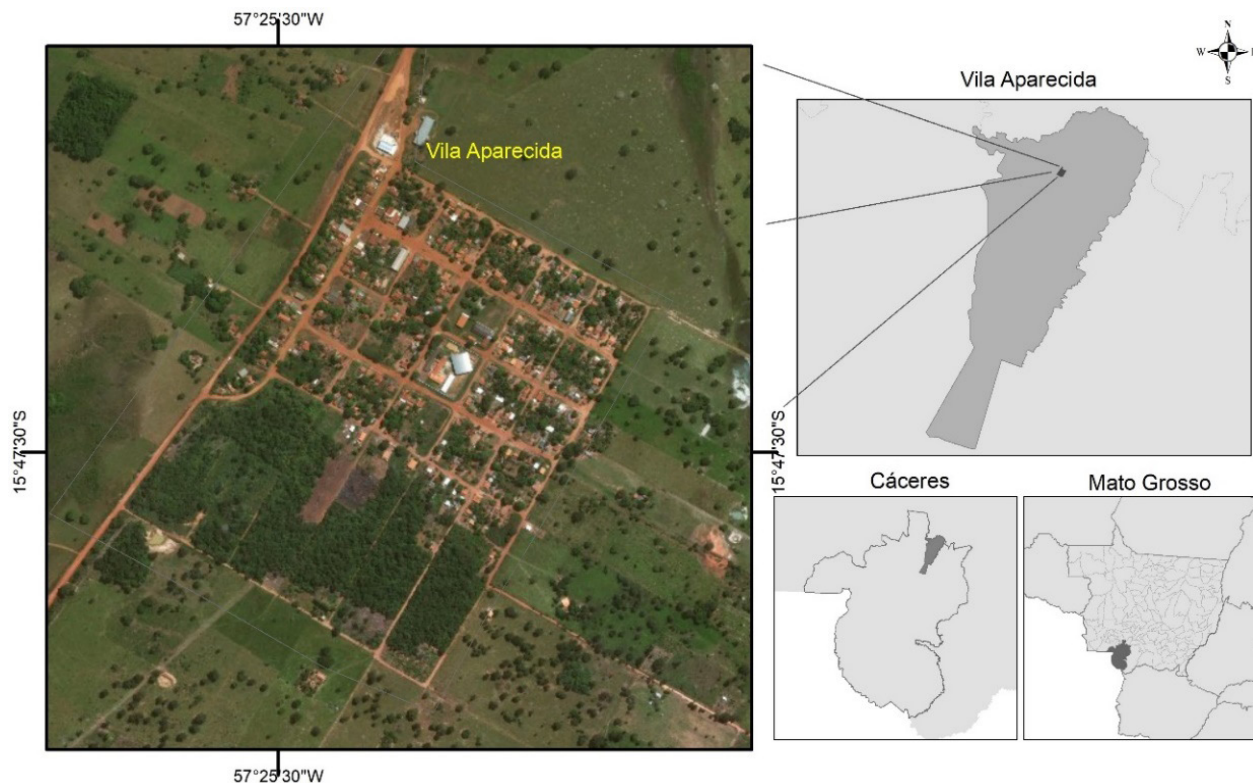 57°25'30"W
N
W
S
Vila Aparecida
Vila Aparecida
15°47'30"S
15°47'30"S
Cáceres
Mato Grosso
57°25'30"W